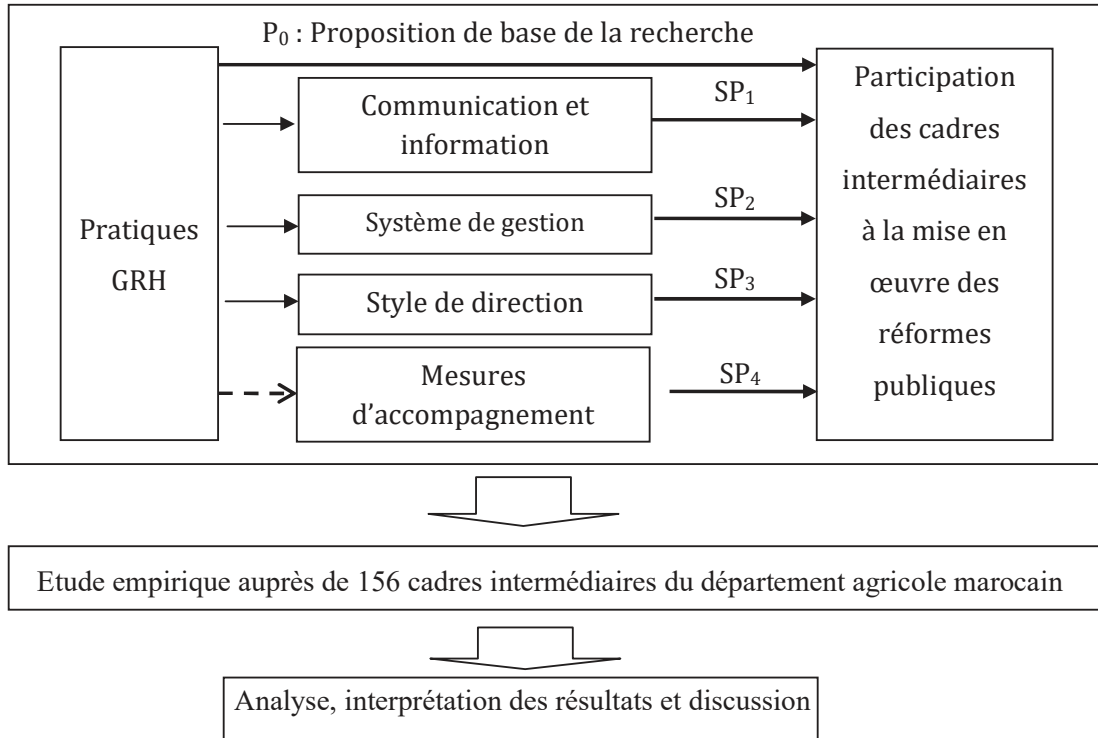 P₀ : Proposition de base de la recherche
Pratiques
GRH
Communication et
information
SP₁
Système de gestion
SP₂
Style de direction
SP₃
Mesures
d’accompagnement
SP₄
Participation
des cadres
intermédiaires
à la mise en
œuvre des
réformes
publiques
Etude empirique auprès de 156 cadres intermédiaires du département agricole marocain
Analyse, interprétation des résultats et discussion